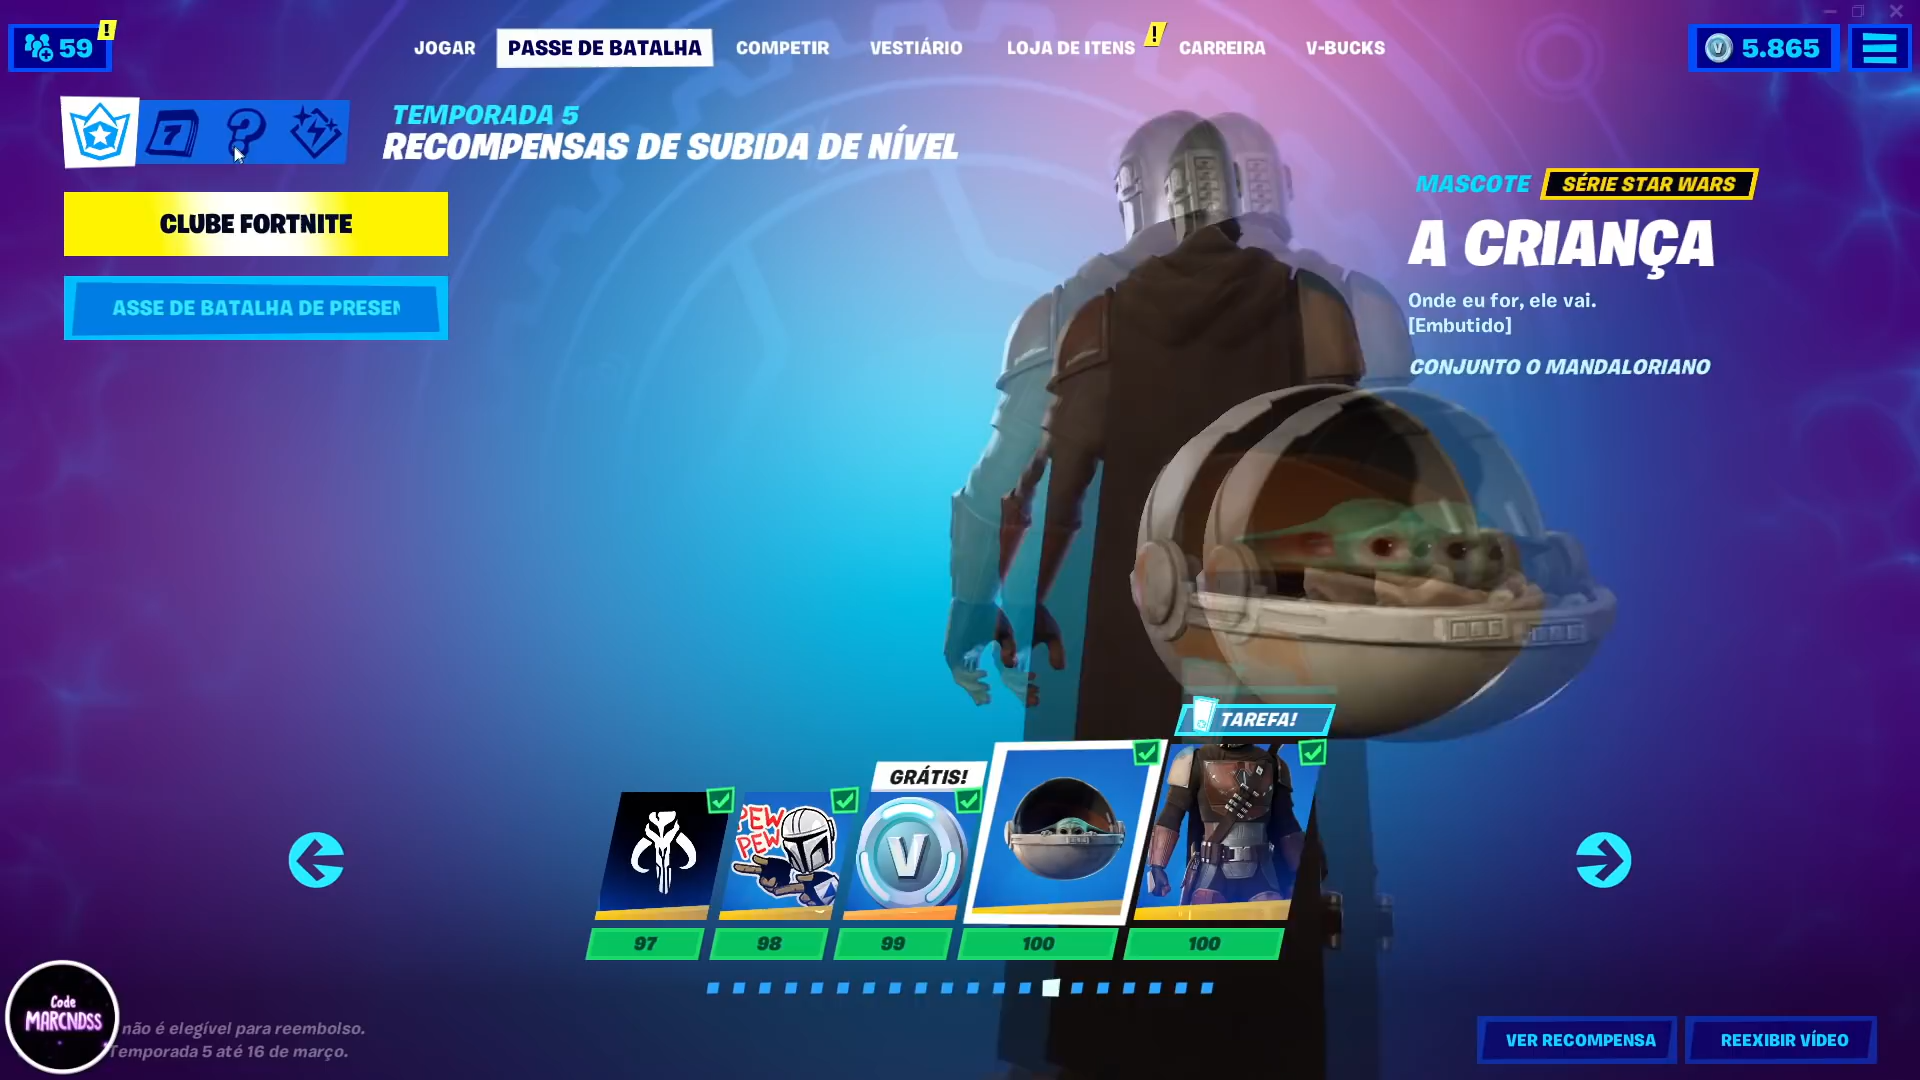 59
!
JOGAR
PASSE DE BATALHA
COMPETIR
VESTIÁRIO
LOJA DE ITENS
!
CARREIRA
V-BUCKS
5.865
7
?
TEMPORADA 5
RECOMPENSAS DE SUBIDA DE NÍVEL
CLUBE FORTNITE
ASSE DE BATALHA DE PRESEN
MASCOTE
SÉRIE STAR WARS
A CRIANÇA
Onde eu for, ele vai.
[Embutido]
CONJUNTO O MANDALORIANO
TAREFA!
GRÁTIS!
PEW
PEW
V
97
98
99
100
100
Code
MARCNDSS
não é elegível para reembolso.
Temporada 5 até 16 de março.
VER RECOMPENSA
REEXIBIR VÍDEO